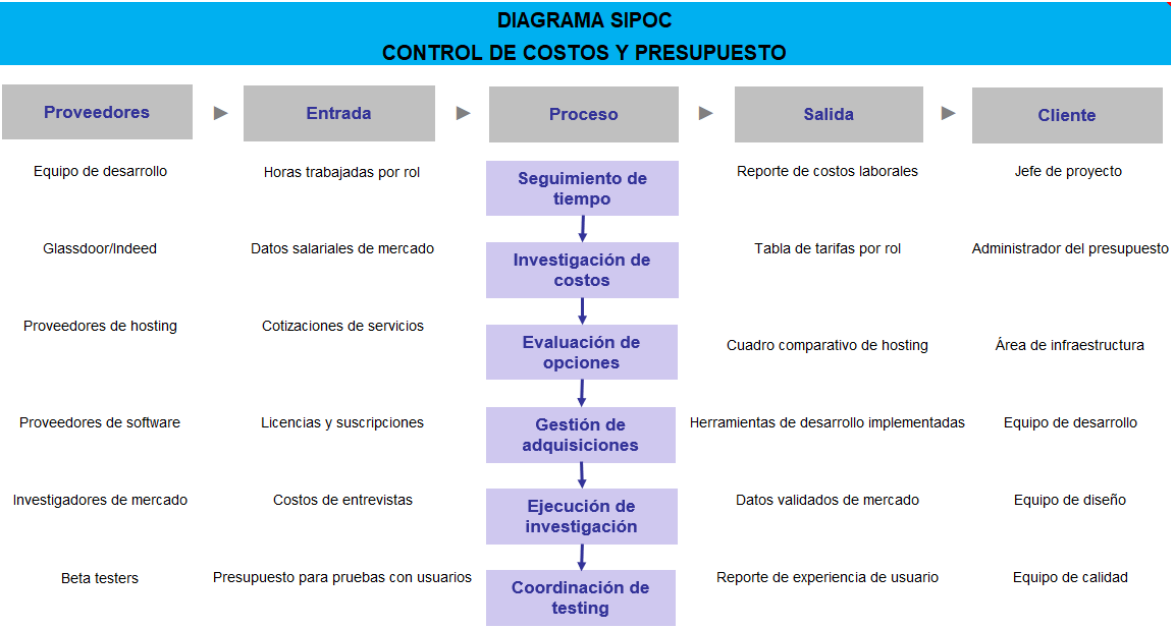 DIAGRAMA SIPOC
CONTROL DE COSTOS Y PRESUPUESTO
Proveedores Entrada Proceso Salida Cliente
Equipo de desarrollo Horas trabajadas por rol Seguimiento de Reporte de costos laborales Jefe de proyecto
tiempo
Glassdoor/Indeed Datos salariales de mercado Investigación de Tabla de tarifas por rol Administrador del presupuesto
costos
Proveedores de hosting Cotizaciones de servicios Evaluación de Cuadro comparativo de hosting Área de infraestructura
opciones
Proveedores de software Licencias y suscripciones Gestión de Herramientas de desarrollo implementadas Equipo de desarrollo
adquisiciones
Investigadores de mercado Costos de entrevistas Ejecución de Datos validados de mercado Equipo de diseño
investigación
Beta testers Presupuesto para pruebas con usuarios Coordinación de Reporte de experiencia de usuario Equipo de calidad
testing